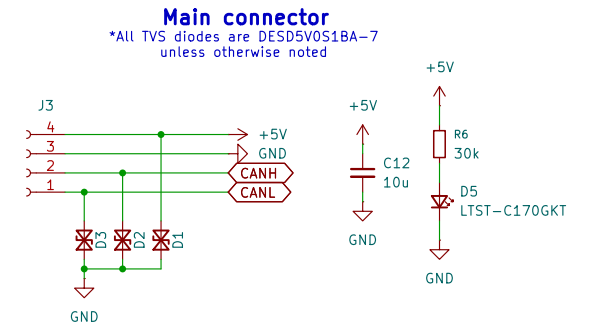 Main connector
*All TVS diodes are DESD5V0S1BA-7
unless otherwise noted
J3
4
3
2
1
+5V
GND
CANH
CANL
D3
D2
D1
GND
+5V
C12
10u
GND
+5V
R6
30k
D5
LTST-C170GKT
GND